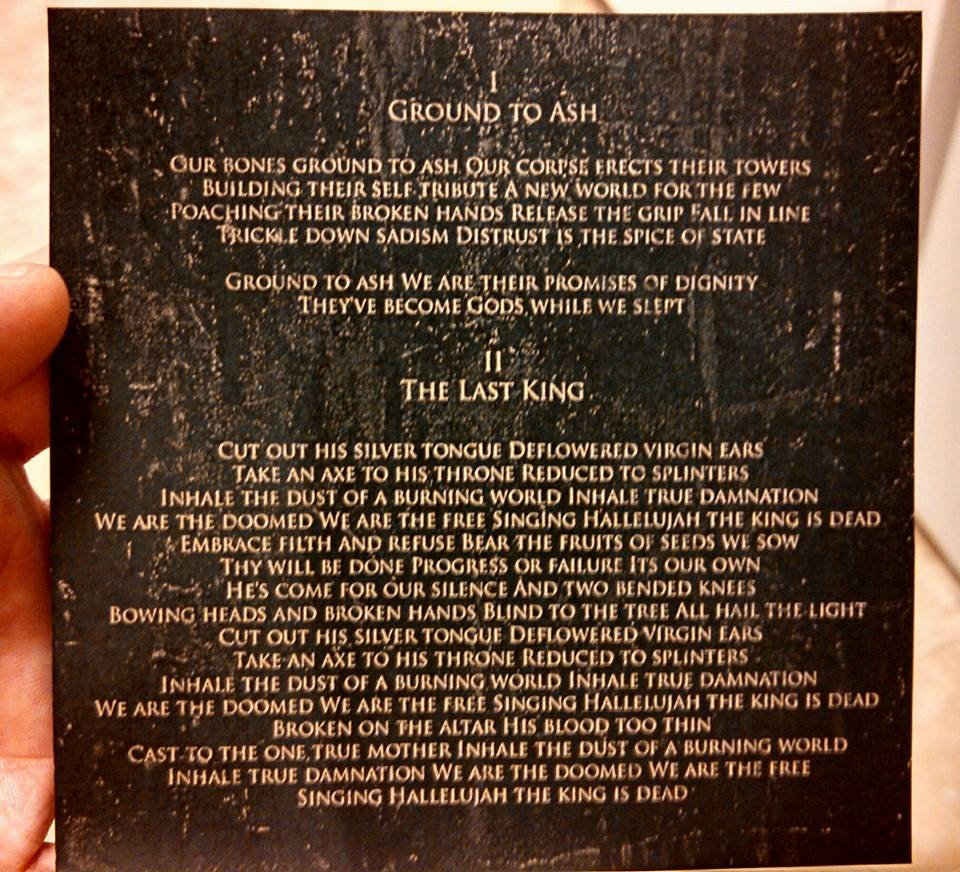 I
Ground to Ash
Our bones ground to ash Our corpse erects their towers
Building their self tribute A new world for the few
Poaching their broken hands Release the grip Fall in line
Trickle down sadism Distrust is the spice of state
Ground to ash We are their promises of dignity
They've become Gods while we slept
II
The Last King
Cut out his silver tongue Deflowered virgin ears
Take an axe to his throne Reduced to splinters
Inhale the dust of a burning world Inhale true damnation
We are the doomed We are the free Singing Hallelujah the king is dead
Embrace filth and refuse Bear the fruits of seeds we sow
Thy will be done Progress or failure Its our own
He's come for our silence And two bended knees
Bowing heads and broken hands Blind to the tree All hail the light
Cut out his silver tongue Deflowered virgin ears
Take an axe to his throne Reduced to splinters
Inhale the dust of a burning world Inhale true damnation
We are the doomed We are the free Singing Hallelujah the king is dead
Broken on the altar His blood too thin
Cast to the one true mother Inhale the dust of a burning world
Inhale true damnation We are the doomed We are the free
Singing Hallelujah the king is dead